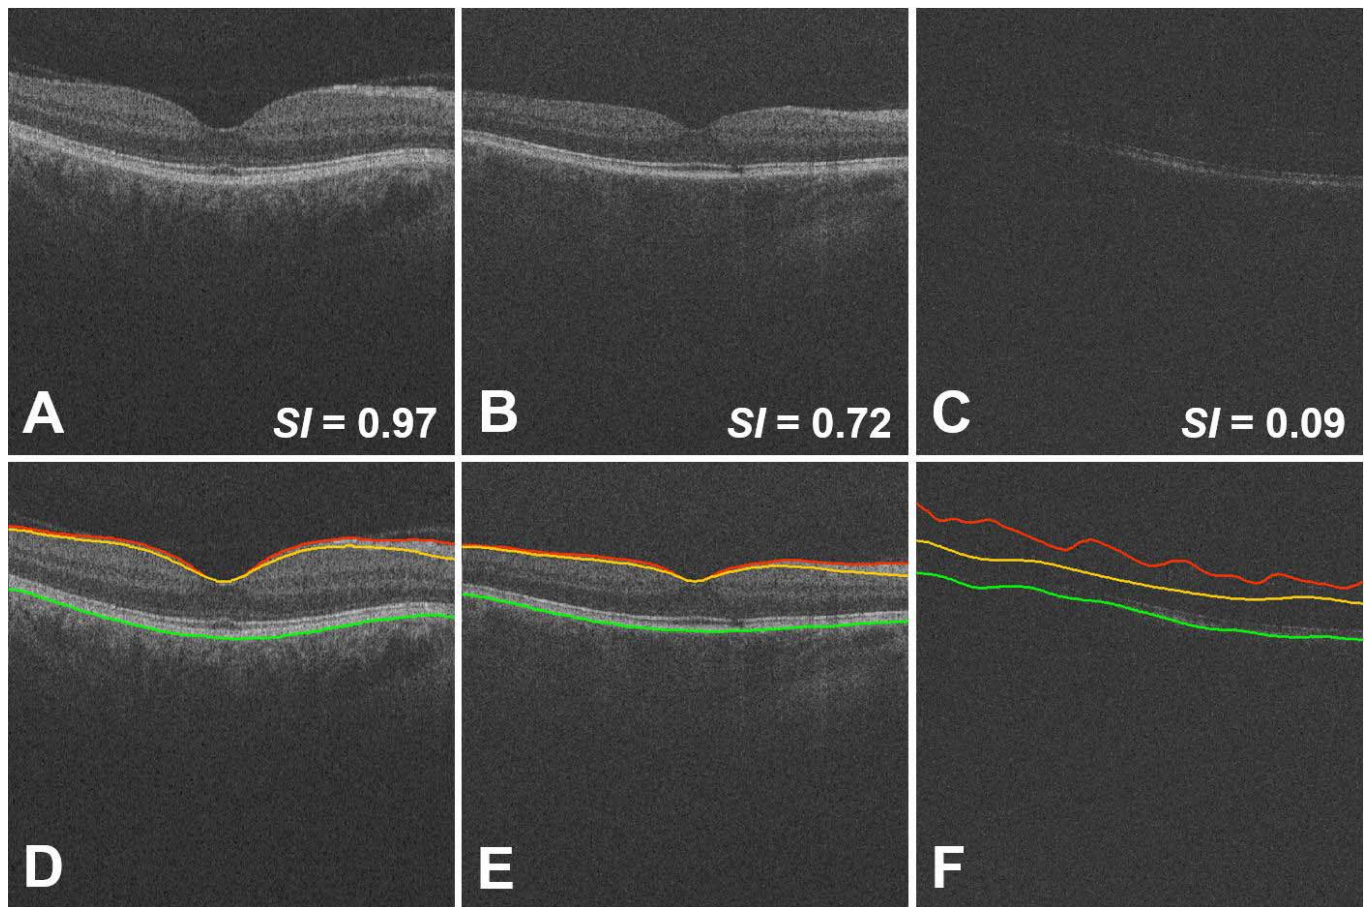 A
SI = 0.97
B
SI = 0.72
C
SI = 0.09
D
E
F